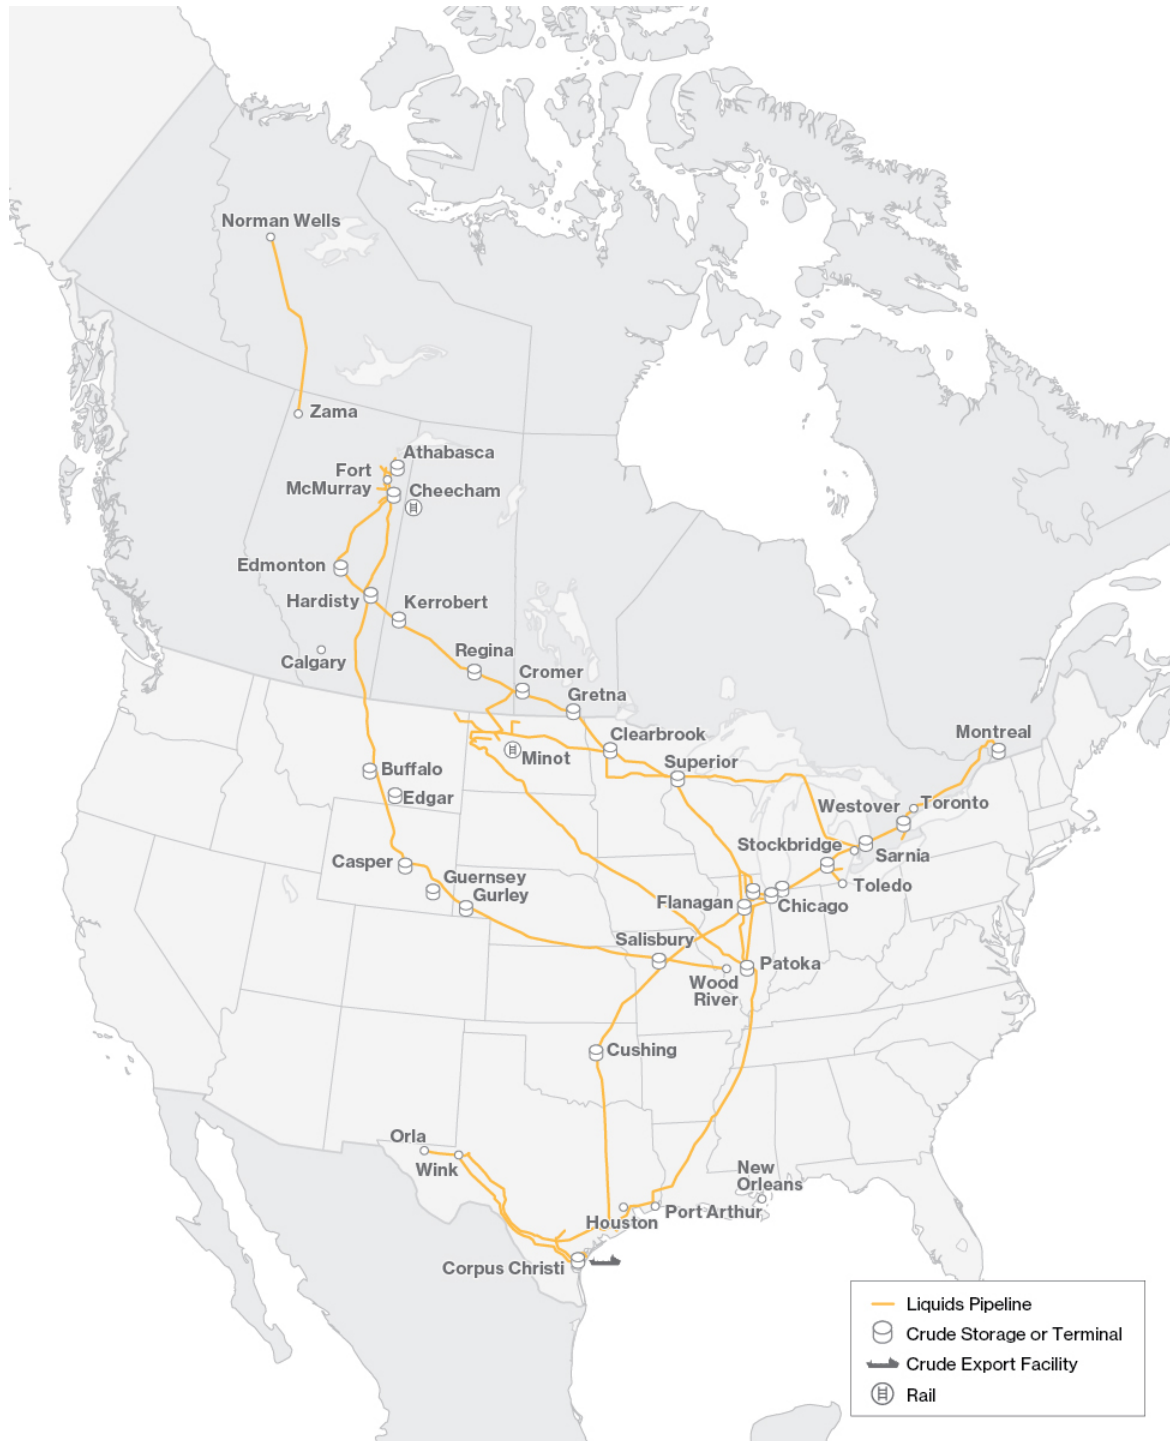 Norman Wells
Zama
Athabasca
Fort
McMurray
Cheecham
Edmonton
Hardisty
Kerrobert
Calgary
Regina
Cromer
Gretna
Clearbrook
Minot
Superior
Montreal
Buffalo
Edgar
Westover
Toronto
Stockbridge
Sarnia
Casper
Guernsey
Gurley
Toledo
Flanagan
Chicago
Salisbury
Patoka
Wood
River
Cushing
Orla
Wink
New
Orleans
Houston
Port Arthur
Corpus Christi
Liquids Pipeline
Crude Storage or Terminal
Crude Export Facility
Rail